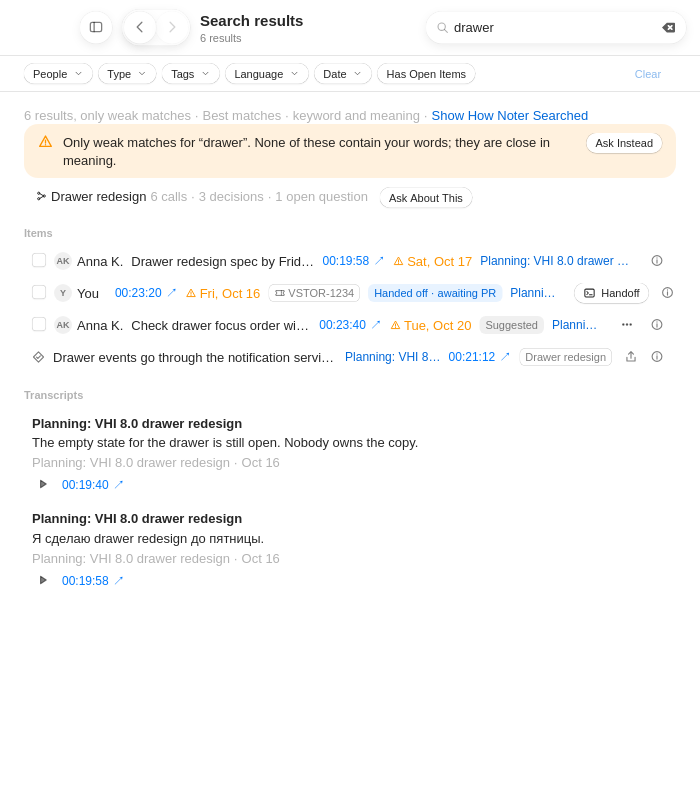 Search results
6 results
drawer
People
Type
Tags
Language
Date
Has Open Items
Clear
6 results, only weak matches · Best matches · keyword and meaning · Show How Noter Searched
Only weak matches for “drawer”. None of these contain your words; they are close in
meaning.
Ask Instead
Drawer redesign 6 calls · 3 decisions · 1 open question
Ask About This
Items
AK Anna K. Drawer redesign spec by Frid… 00:19:58 ↗ Sat, Oct 17 Planning: VHI 8.0 drawer …
Y You 00:23:20 ↗ Fri, Oct 16 VSTOR-1234 Handed off · awaiting PR Planni… Handoff
AK Anna K. Check drawer focus order wi… 00:23:40 ↗ Tue, Oct 20 Suggested Planni…
Drawer events go through the notification servi… Planning: VHI 8… 00:21:12 ↗ Drawer redesign
Transcripts
Planning: VHI 8.0 drawer redesign
The empty state for the drawer is still open. Nobody owns the copy.
Planning: VHI 8.0 drawer redesign · Oct 16
00:19:40 ↗
Planning: VHI 8.0 drawer redesign
Я сделаю drawer redesign до пятницы.
Planning: VHI 8.0 drawer redesign · Oct 16
00:19:58 ↗